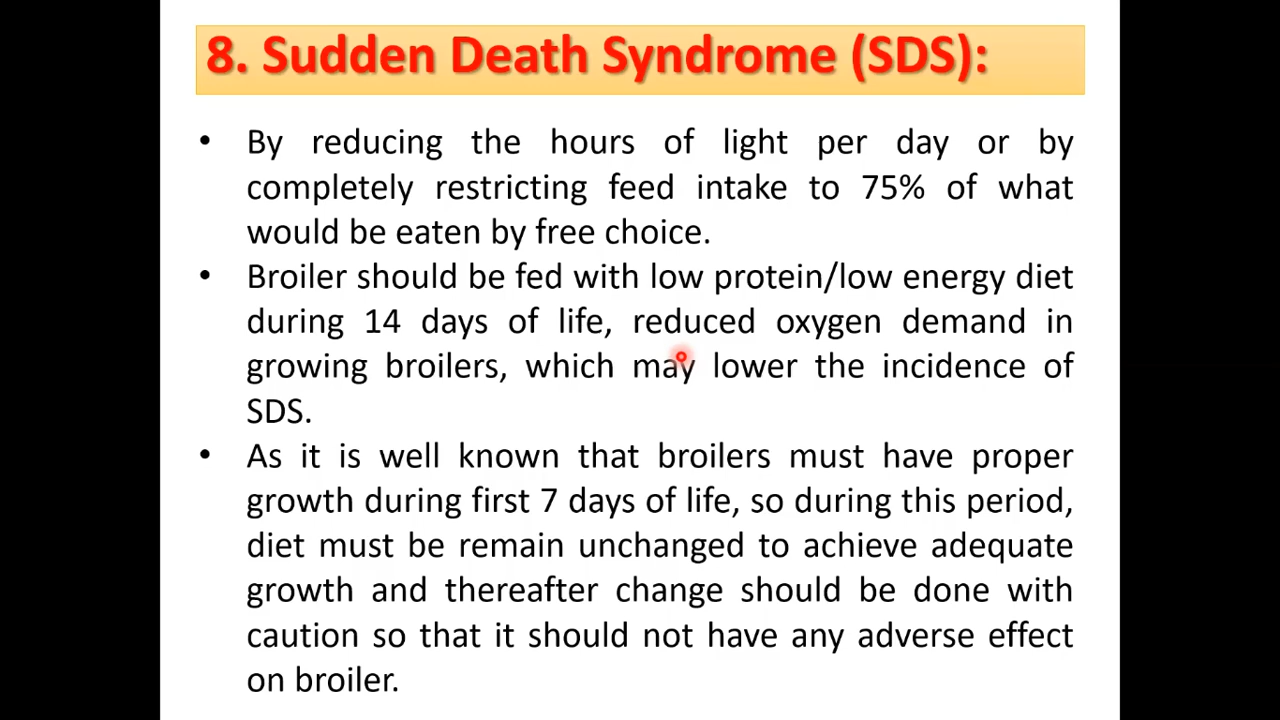 8. Sudden Death Syndrome (SDS):
• By reducing the hours of light per day or by
completely restricting feed intake to 75% of what
would be eaten by free choice.
• Broiler should be fed with low protein/low energy diet
during 14 days of life, reduced oxygen demand in
growing broilers, which may lower the incidence of
SDS.
• As it is well known that broilers must have proper
growth during first 7 days of life, so during this period,
diet must be remain unchanged to achieve adequate
growth and thereafter change should be done with
caution so that it should not have any adverse effect
on broiler.